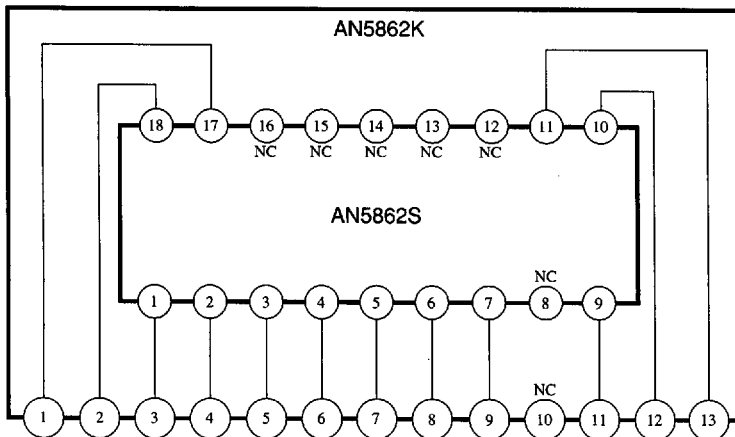 AN5862K
18 17 16 15 14 13 12 11 10
NC NC NC NC NC
AN5862S
NC
1 2 3 4 5 6 7 8 9
NC
1 2 3 4 5 6 7 8 9 10 11 12 13